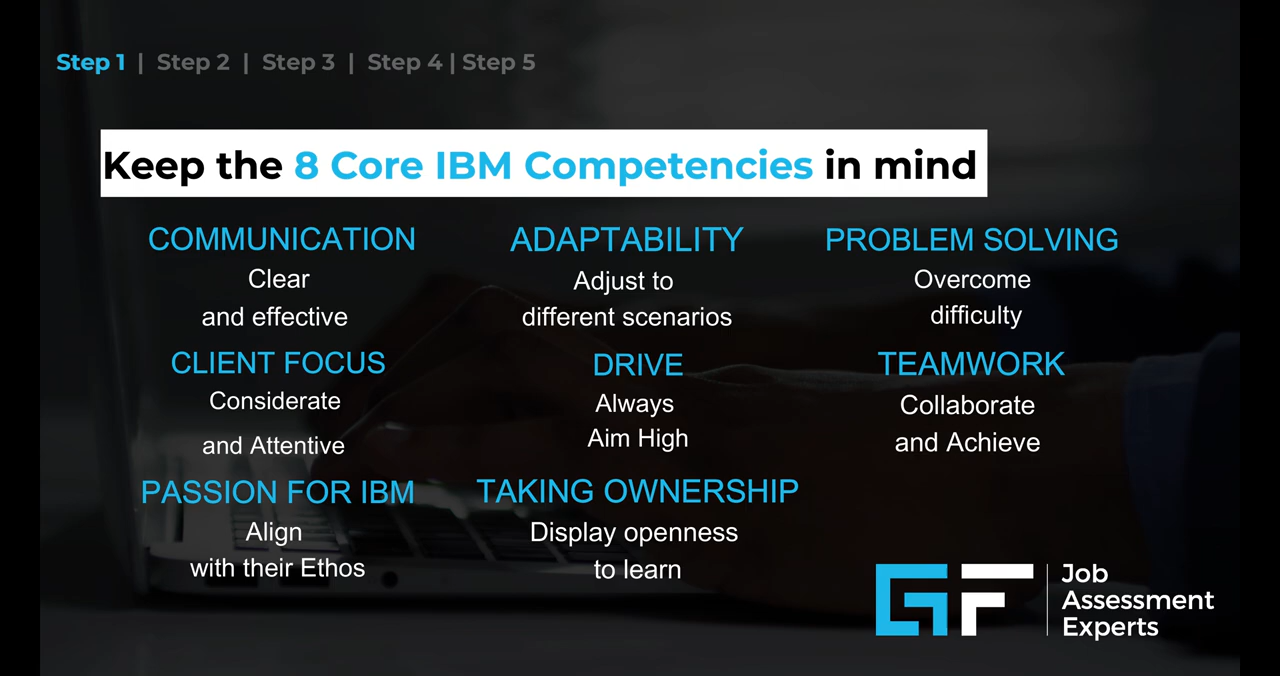 Step 1 | Step 2 | Step 3 | Step 4 | Step 5
Keep the 8 Core IBM Competencies in mind
COMMUNICATION
Clear
and effective
ADAPTABILITY
Adjust to
different scenarios
PROBLEM SOLVING
Overcome
difficulty
CLIENT FOCUS
Considerate
and Attentive
DRIVE
Always
Aim High
TEAMWORK
Collaborate
and Achieve
PASSION FOR IBM
Align
with their Ethos
TAKING OWNERSHIP
Display openness
to learn
GF
Job
Assessment
Experts